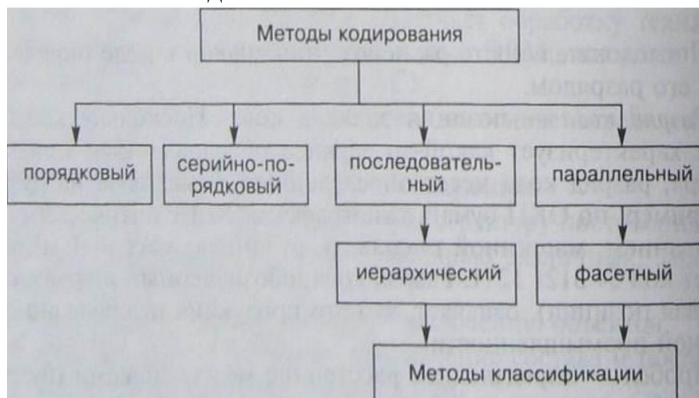 Методы кодирования
порядковый
серийно-по-
рядковый
последователь-
ный
параллельный
иерархический
фасетный
Методы классификации